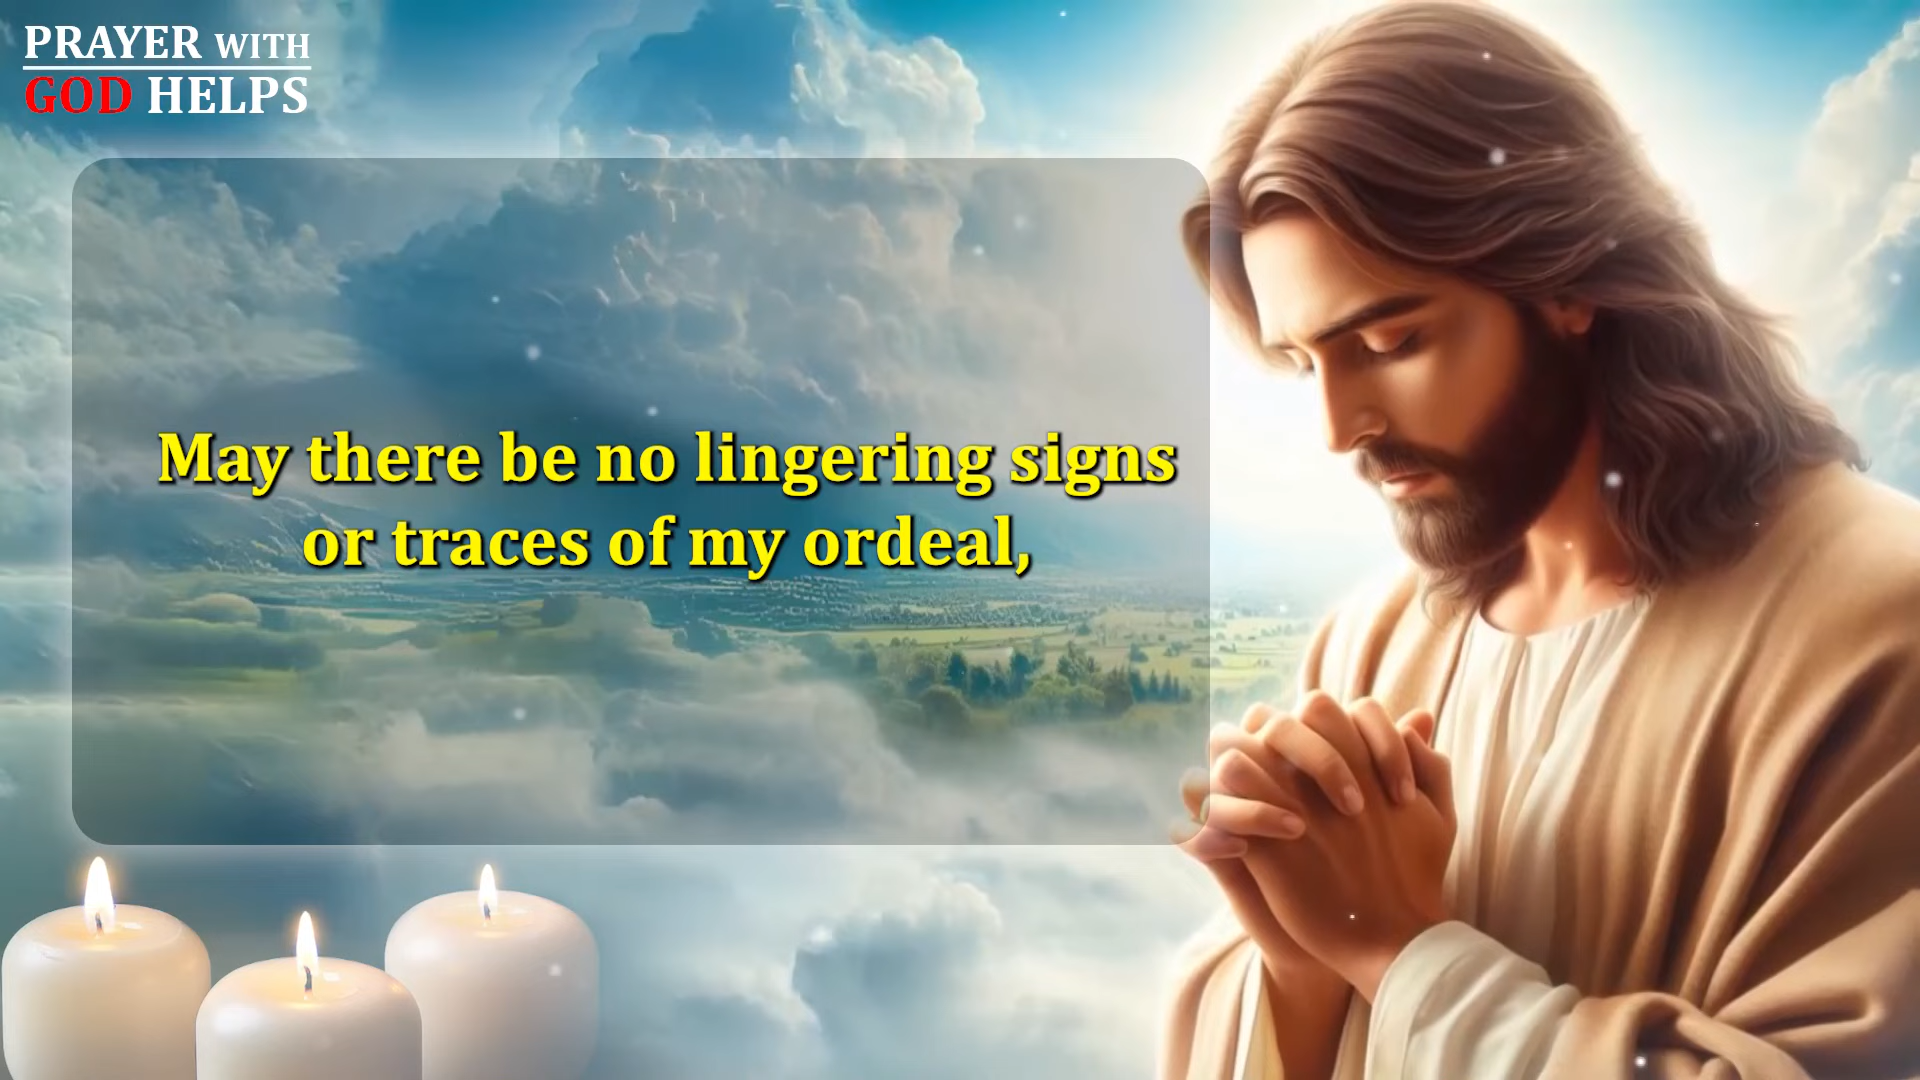 PRAYER WITH
GOD HELPS
May there be no lingering signs
or traces of my ordeal,